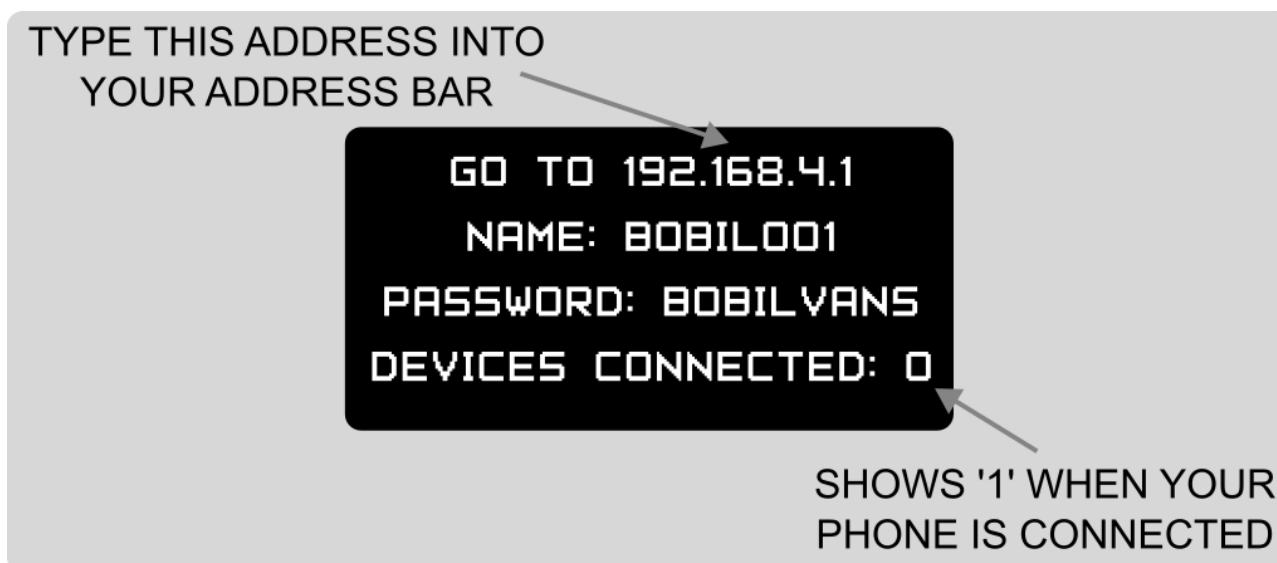 TYPE THIS ADDRESS INTO
YOUR ADDRESS BAR
GO TO 192.168.4.1
NAME: BOBIL001
PASSWORD: BOBILVANS
DEVICES CONNECTED: 0
SHOWS '1' WHEN YOUR
PHONE IS CONNECTED